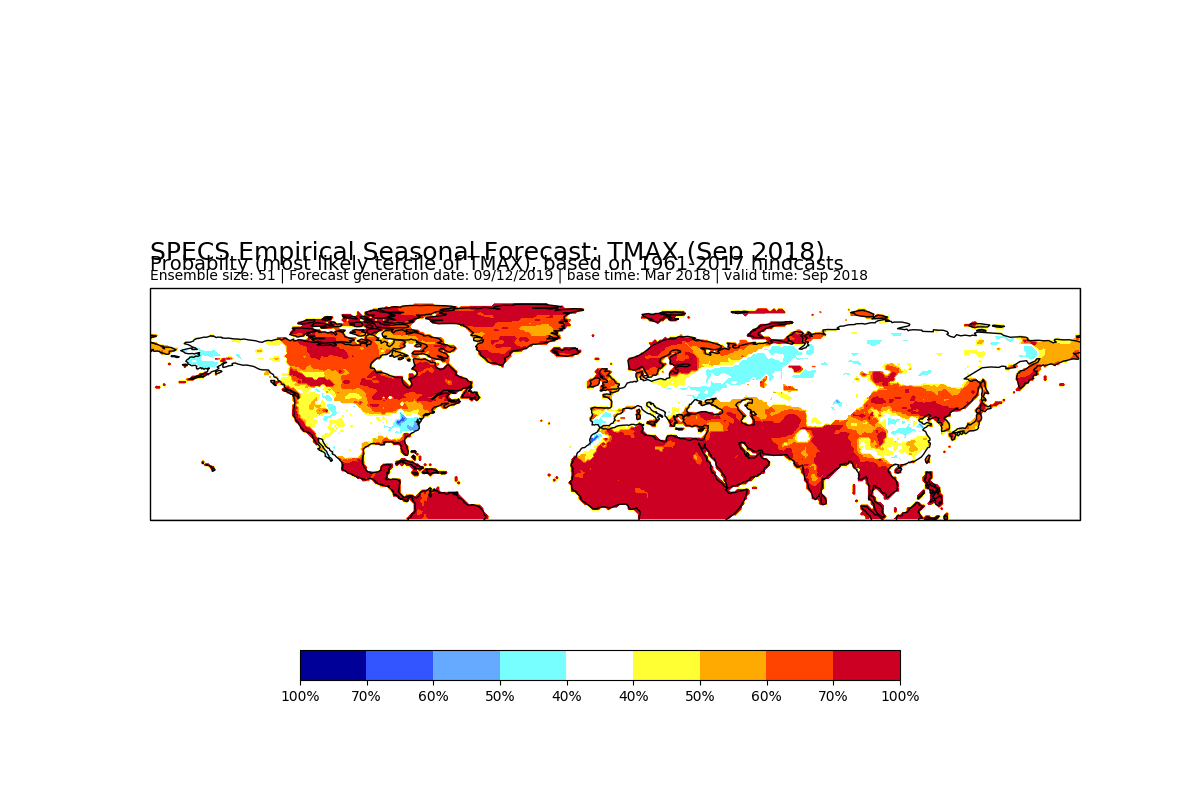 SPECS Empirical Seasonal Forecast: TMAX (Sep 2018)
Probabilty (most likely tercile of TMAX), based on 1961-2017 hindcasts
Ensemble size: 51 | Forecast generation date: 09/12/2019 | base time: Mar 2018 | valid time: Sep 2018
100% 70% 60% 50% 40% 40% 50% 60% 70% 100%